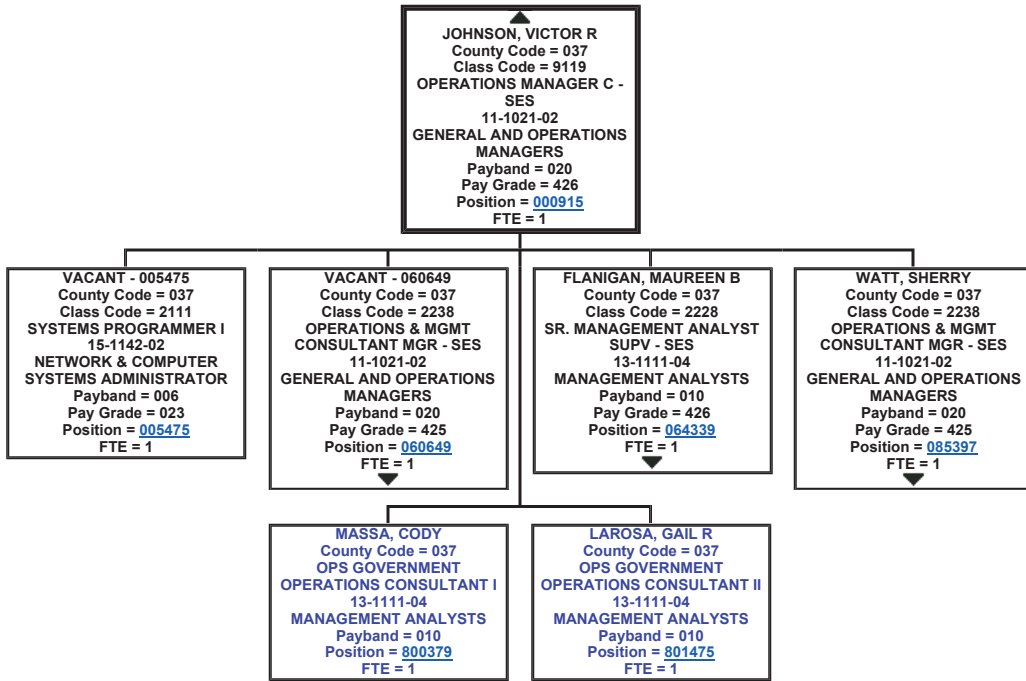 JOHNSON, VICTOR R
County Code = 037
Class Code = 9119
OPERATIONS MANAGER C -
SES
11-1021-02
GENERAL AND OPERATIONS
MANAGERS
Payband = 020
Pay Grade = 426
Position = 000915
FTE = 1
VACANT - 005475
County Code = 037
Class Code = 2111
SYSTEMS PROGRAMMER I
15-1142-02
NETWORK & COMPUTER
SYSTEMS ADMINISTRATOR
Payband = 006
Pay Grade = 023
Position = 005475
FTE = 1
VACANT - 060649
County Code = 037
Class Code = 2238
OPERATIONS & MGMT
CONSULTANT MGR - SES
11-1021-02
GENERAL AND OPERATIONS
MANAGERS
Payband = 020
Pay Grade = 425
Position = 060649
FTE = 1
FLANIGAN, MAUREEN B
County Code = 037
Class Code = 2228
SR. MANAGEMENT ANALYST
SUPV - SES
13-1111-04
MANAGEMENT ANALYSTS
Payband = 010
Pay Grade = 426
Position = 064339
FTE = 1
WATT, SHERRY
County Code = 037
Class Code = 2238
OPERATIONS & MGMT
CONSULTANT MGR - SES
11-1021-02
GENERAL AND OPERATIONS
MANAGERS
Payband = 020
Pay Grade = 425
Position = 085397
FTE = 1
MASSA, CODY
County Code = 037
OPS GOVERNMENT
OPERATIONS CONSULTANT I
13-1111-04
MANAGEMENT ANALYSTS
Payband = 010
Position = 800379
FTE = 1
LAROSA, GAIL R
County Code = 037
OPS GOVERNMENT
OPERATIONS CONSULTANT II
13-1111-04
MANAGEMENT ANALYSTS
Payband = 010
Position = 801475
FTE = 1